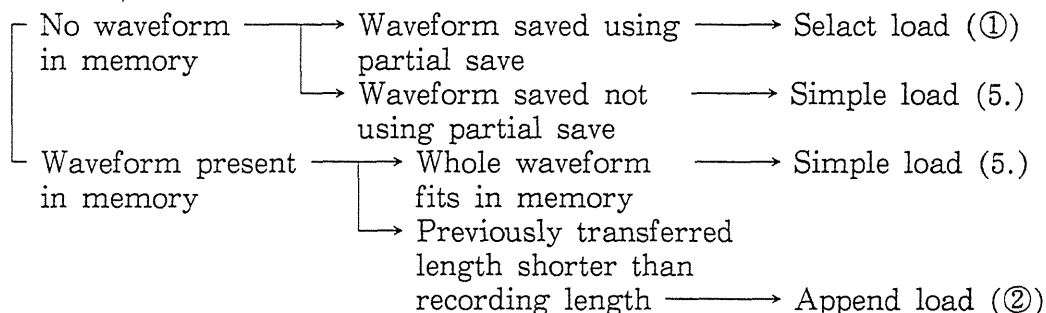 No waveform in memory
Waveform saved using partial save
Selact load (①)
Waveform saved not using partial save
Simple load (5.)
Waveform present in memory
Whole waveform fits in memory
Simple load (5.)
Previously transferred length shorter than recording length
Append load (②)